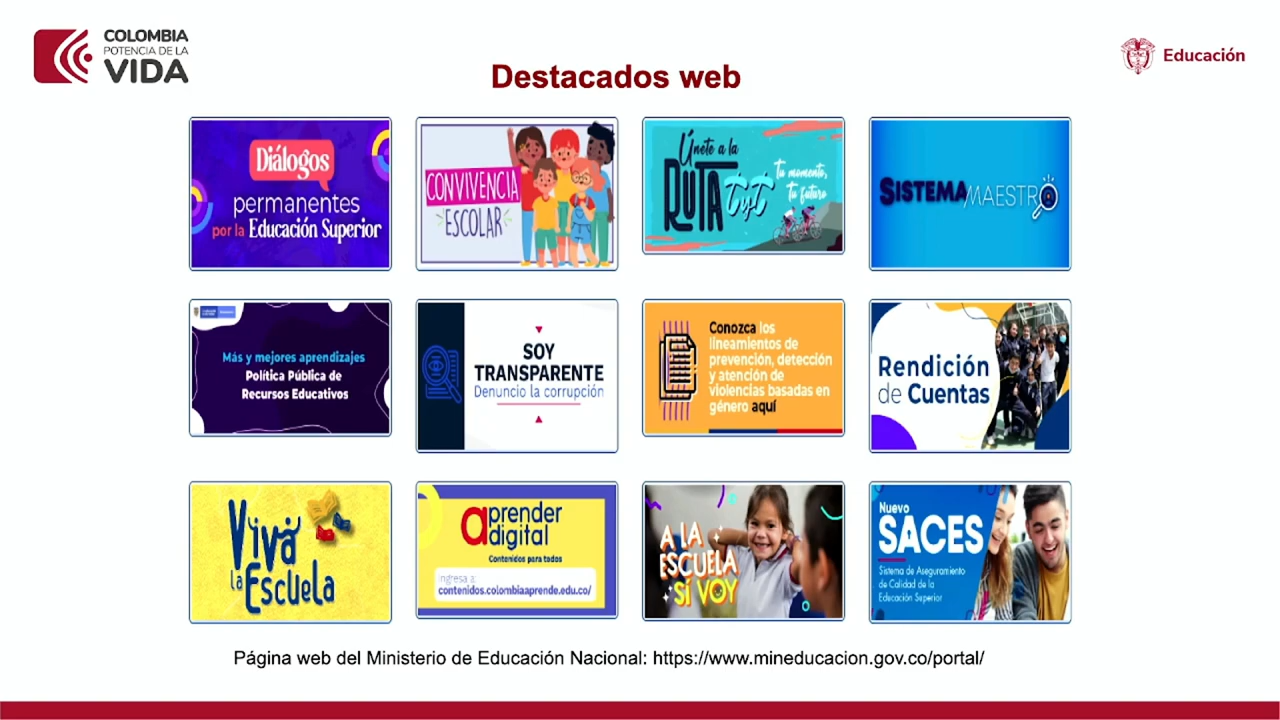 COLOMBIA
POTENCIA DE LA
VIDA
Educación
Destacados web
Diálogos
permanentes
por la Educación Superior
CONVIVENCIA
ESCOLAR
Únete a la
RUTA TyT
tu momento,
tu futuro
SISTEMAMAESTRO
Más y mejores aprendizajes
Política Pública de
Recursos Educativos
SOY
TRANSPARENTE
Denuncio la corrupción
Conozca los
lineamientos de
prevención, detección
y atención de
violencias basadas en
género aquí
Rendición
de Cuentas
Viva
la Escuela
aprender
digital
Contenidos para todos
Ingresa a:
contenidos.colombiaaprende.edu.co/
A LA
ESCUELA
SÍ VOY
Nuevo
SACES
Sistema de Aseguramiento
de Calidad de la
Educación Superior
Página web del Ministerio de Educación Nacional: https://www.mineducacion.gov.co/portal/